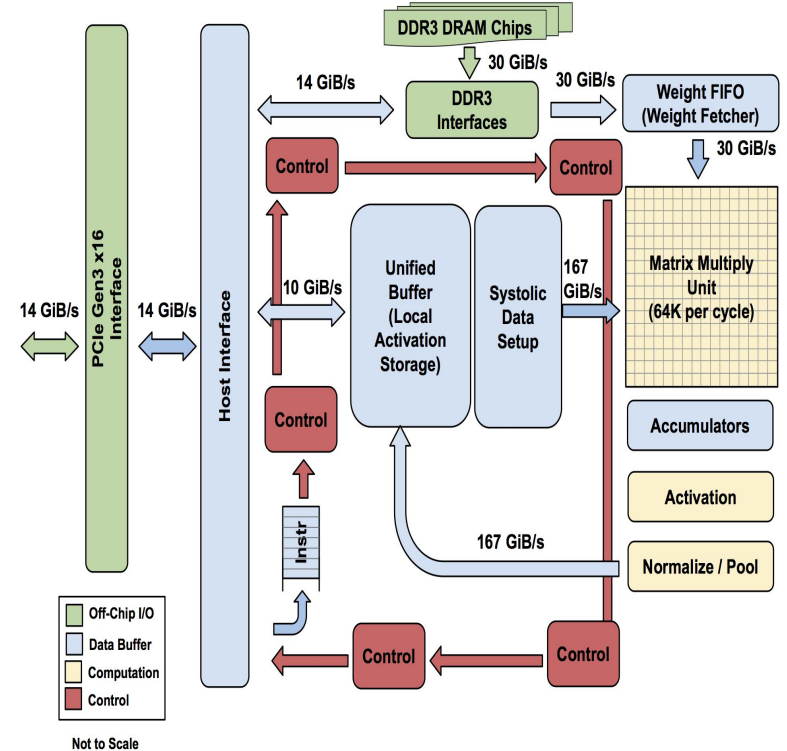 DDR3 DRAM Chips
30 GiB/s
14 GiB/s
30 GiB/s
DDR3
Interfaces
Weight FIFO
(Weight Fetcher)
30 GiB/s
Control
Control
PCIe Gen3 x16
Interface
Host Interface
14 GiB/s
14 GiB/s
10 GiB/s
Unified
Buffer
(Local
Activation
Storage)
Systolic
Data
Setup
167
GiB/s
Matrix Multiply
Unit
(64K per cycle)
Control
Accumulators
Activation
Instr
167 GiB/s
Normalize / Pool
Control
Control
Off-Chip I/O
Data Buffer
Computation
Control
Not to Scale